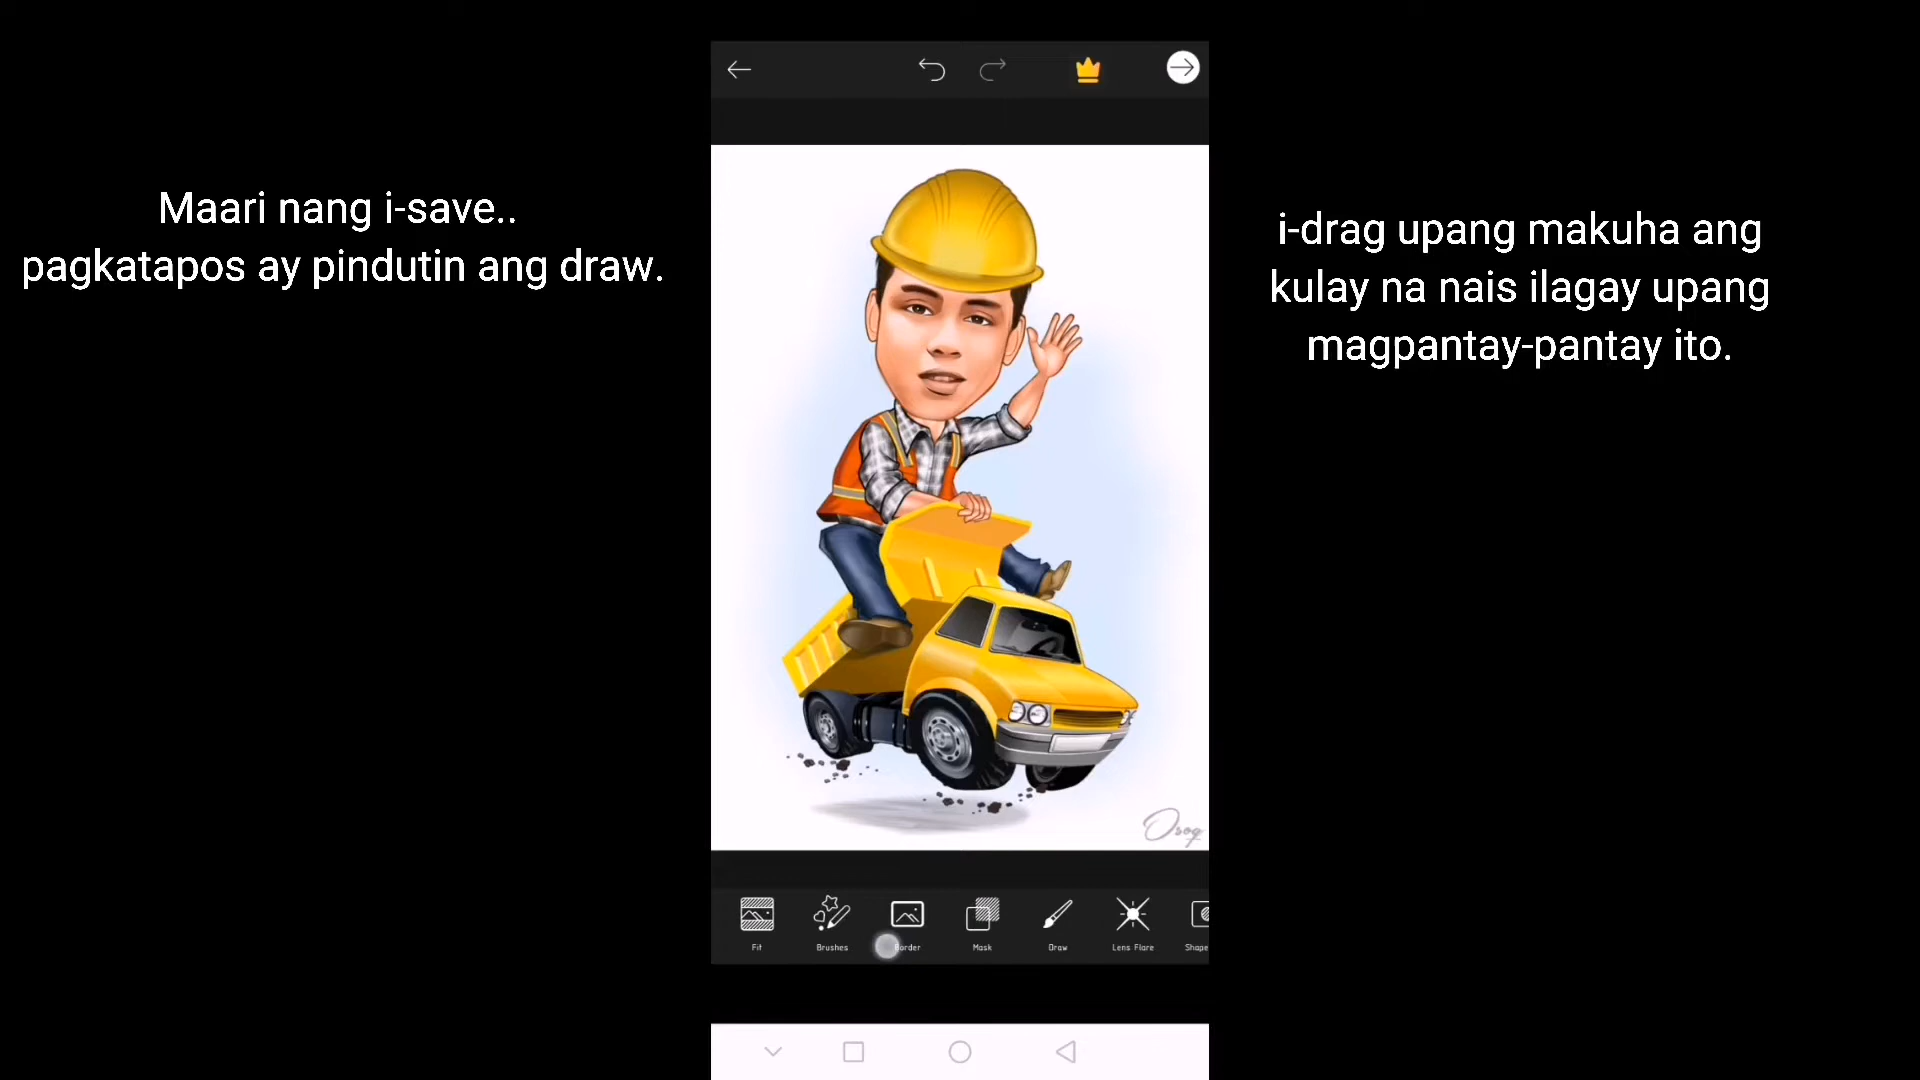 Maari nang i-save..
pagkatapos ay pindutin ang draw.
i-drag upang makuha ang
kulay na nais ilagay upang
magpantay-pantay ito.
Osog
Fit
Brushes
Border
Mask
Draw
Lens Flare
Shape